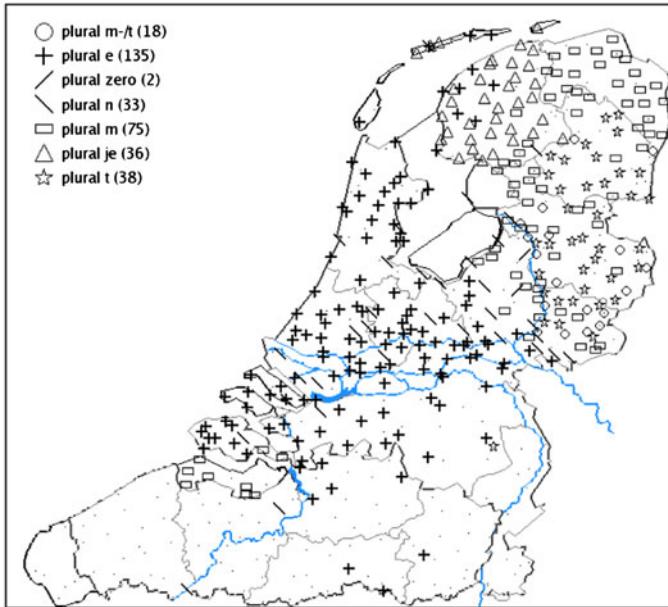 plural m-/t (18)
plural e (135)
plural zero (2)
plural n (33)
plural m (75)
plural je (36)
plural t (38)